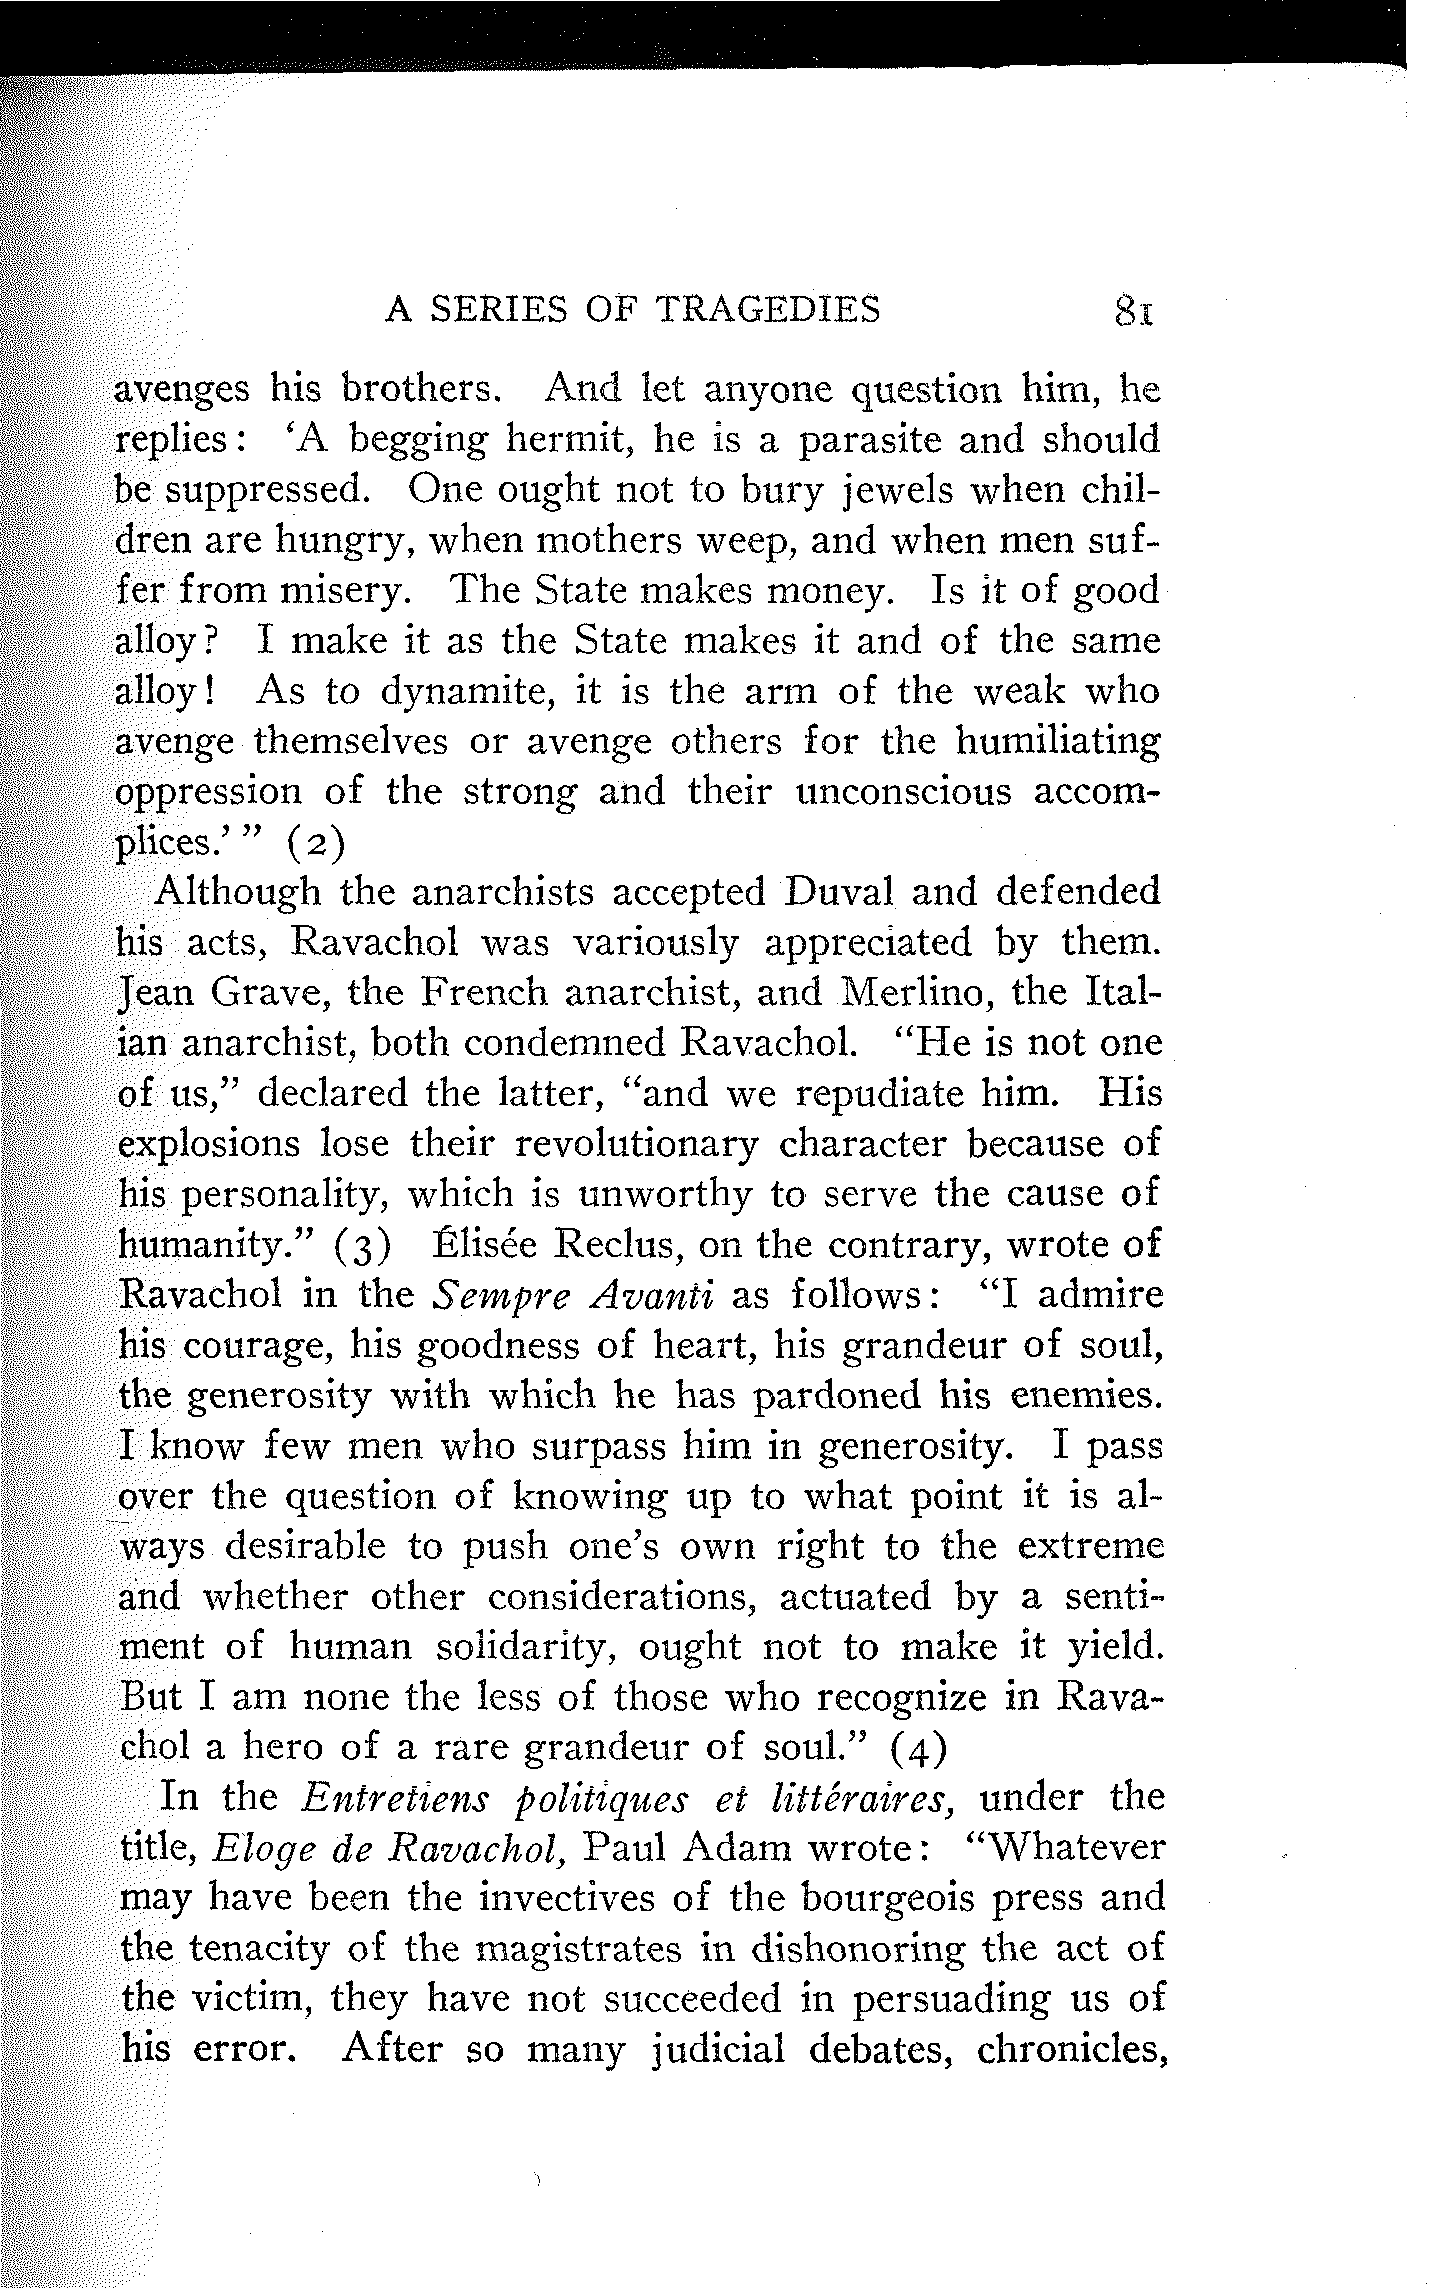 A SERIES OF TRAGEDIES 81
avenges his brothers. And let anyone question him, he
replies: 'A begging hermit, he is a parasite and should
be suppressed. One ought not to bury jewels when chil-
dren are hungry, when mothers weep, and when men suf-
fer from misery. The State makes money. Is it of good
alloy? I make it as the State makes it and of the same
alloy! As to dynamite, it is the arm of the weak who
avenge themselves or avenge others for the humiliating
oppression of the strong and their unconscious accom-
plices.'" (2)
Although the anarchists accepted Duval and defended
his acts, Ravachol was variously appreciated by them.
Jean Grave, the French anarchist, and Merlino, the Ital-
ian anarchist, both condemned Ravachol. "He is not one
of us," declared the latter, "and we repudiate him. His
explosions lose their revolutionary character because of
his personality, which is unworthy to serve the cause of
humanity." (3) Élisée Reclus, on the contrary, wrote of
Ravachol in the Sempre Avanti as follows: "I admire
his courage, his goodness of heart, his grandeur of soul,
the generosity with which he has pardoned his enemies.
I know few men who surpass him in generosity. I pass
over the question of knowing up to what point it is al-
ways desirable to push one's own right to the extreme
and whether other considerations, actuated by a senti-
ment of human solidarity, ought not to make it yield.
But I am none the less of those who recognize in Rava-
chol a hero of a rare grandeur of soul." (4)
In the Entretiens politiques et littéraires, under the
title, Eloge de Ravachol, Paul Adam wrote: "Whatever
may have been the invectives of the bourgeois press and
the tenacity of the magistrates in dishonoring the act of
the victim, they have not succeeded in persuading us of
his error. After so many judicial debates, chronicles,